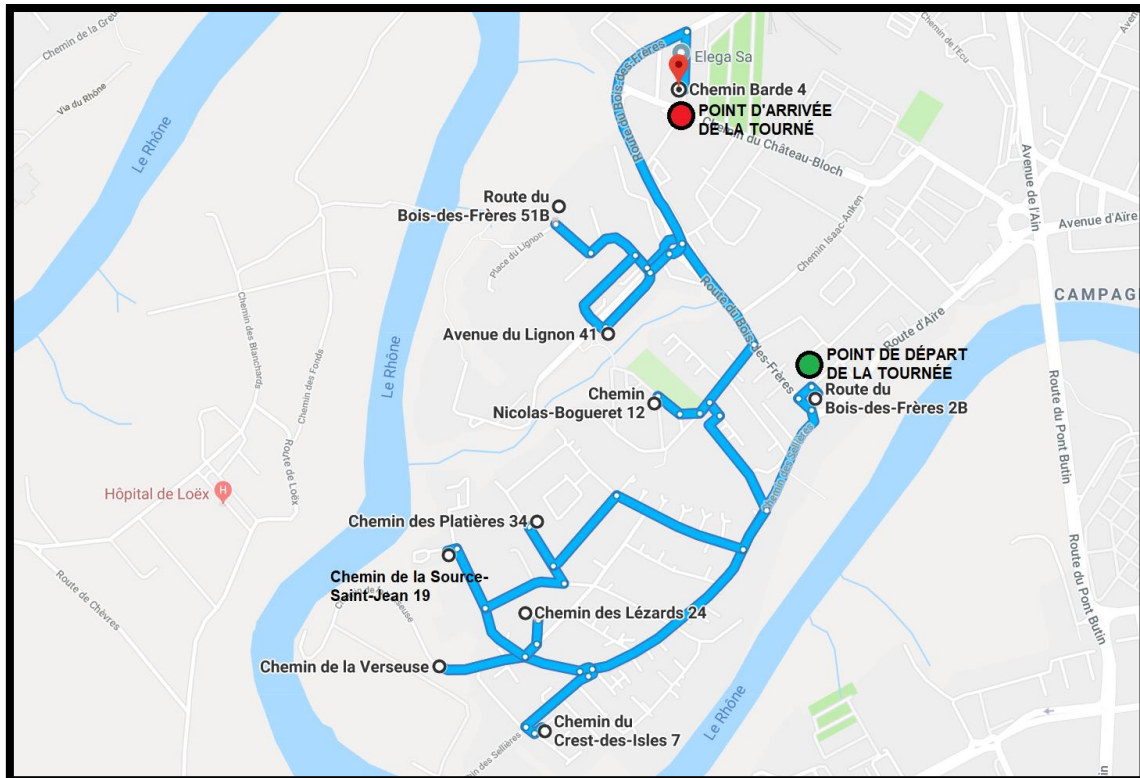 Chemin de la Greu
Chemin de l'Ecu
Aven
Elega Sa
Via du Rhône
Route du Bois-des-Frères
Chemin Barde 4
POINT D'ARRIVÉE
DE LA TOURNÉ
Le Rhône
Chemin du Château-Bloch
Avenue de l'Ain
Route du
Bois-des-Frères 51B
Chemin Isaac-Anken
Avenue d'Aïre
Place du Lignon
Route du Bois-des-Frères
CAMPAG
Chemin des Blanchards
Le Rhône
Avenue du Lignon 41
Route d'Aïre
Chemin des Fonds
POINT DE DÉPART
DE LA TOURNÉE
Chemin
Nicolas-Bogueret 12
Route du
Bois-des-Frères 2B
Route du Pont Butin
Route de Loëx
Chemin des Sellières
Hôpital de Loëx
H
Chemin des Platières 34
Chemin de la Source-
Saint-Jean 19
Route de Chèvres
Chemin des Lézards 24
Route du Pont Butin
Chemin de la Verseuse
Le Rhône
Chemin du
Crest-des-Isles 7
Chemin des Sellières